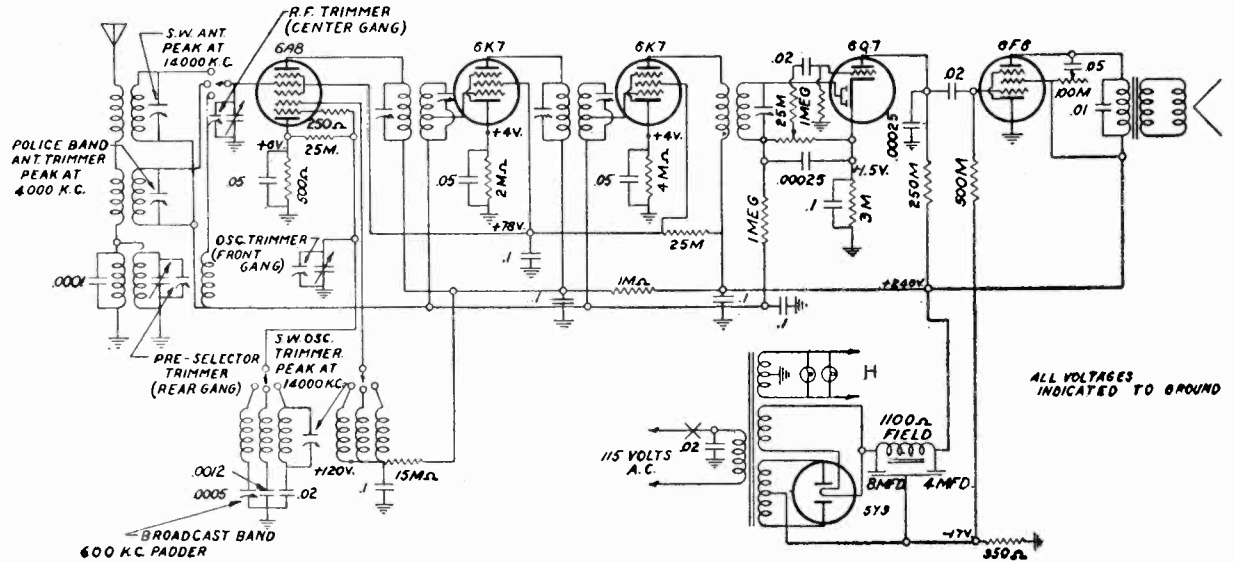 R.F. TRIMMER
(CENTER GANG)
S.W. ANT.
PEAK AT
14000 K.C.
6A8
6K7
6K7
6Q7
6F6
POLICE BAND
ANT. TRIMMER
PEAK AT
4000 K.C.
250Ω
25M.
+6V.
.05
500Ω
+4V.
.05
2MΩ
+4V.
.05
4MΩ
.02
25M
1MEG
.00025
.00025
+1.5V.
.1
3M
1MEG
250M
.02
500M
.05
100M
.01
+78V.
.1
25M
OSC. TRIMMER
(FRONT
GANG)
.0001
1MΩ
.1
.1
.1
+240V.
PRE-SELECTOR
TRIMMER
(REAR GANG)
S.W. OSC.
TRIMMER
PEAK AT
14000 K.C.
ALL VOLTAGES
INDICATED TO GROUND
.0012
.0005
.02
+120V.
.1
15MΩ
BROADCAST BAND
600 K.C. PADDER
115 VOLTS
A.C.
.02
H
5Y3
1100Ω
FIELD
8MFD.
4MFD.
-17V.
350Ω